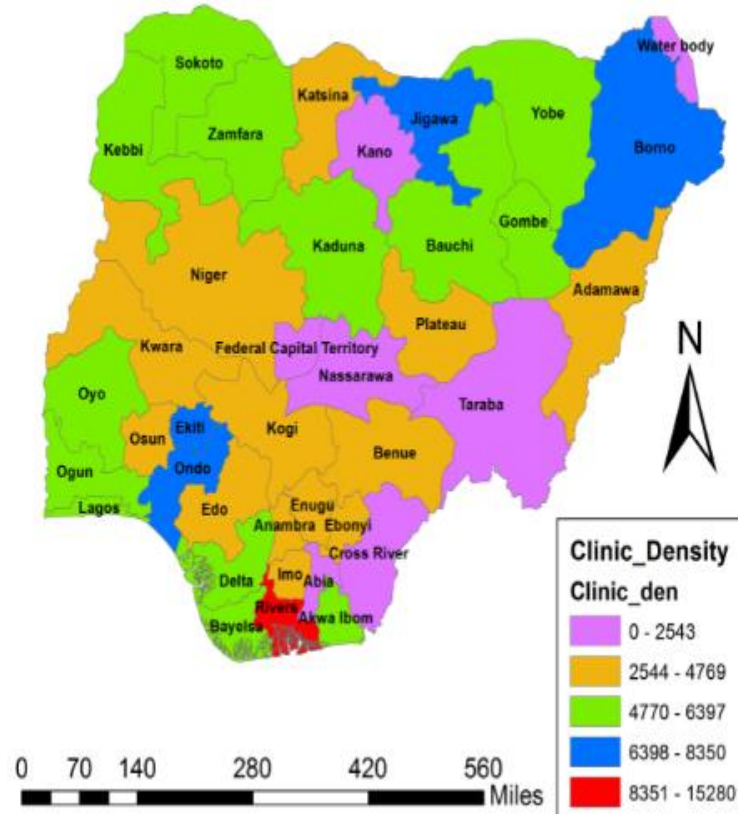 Water body
Sokoto
Katsina
Jigawa
Yobe
Zamfara
Kebbi
Kano
Borno
Gombe
Kaduna
Bauchi
Niger
Adamawa
Plateau
Federal Capital Territory
Kwara
Nassarawa
Oyo
Taraba
Ekiti
Kogi
Osun
Benue
Ondo
Ogun
Lagos
Edo
Enugu
Anambra
Ebonyi
Cross River
Delta
Imo
Abia
Rivers
Akwa Ibom
Bayelsa
N
Clinic_Density
Clinic_den
0 - 2543
2544 - 4769
4770 - 6397
6398 - 8350
8351 - 15280
0 70 140 280 420 560
Miles